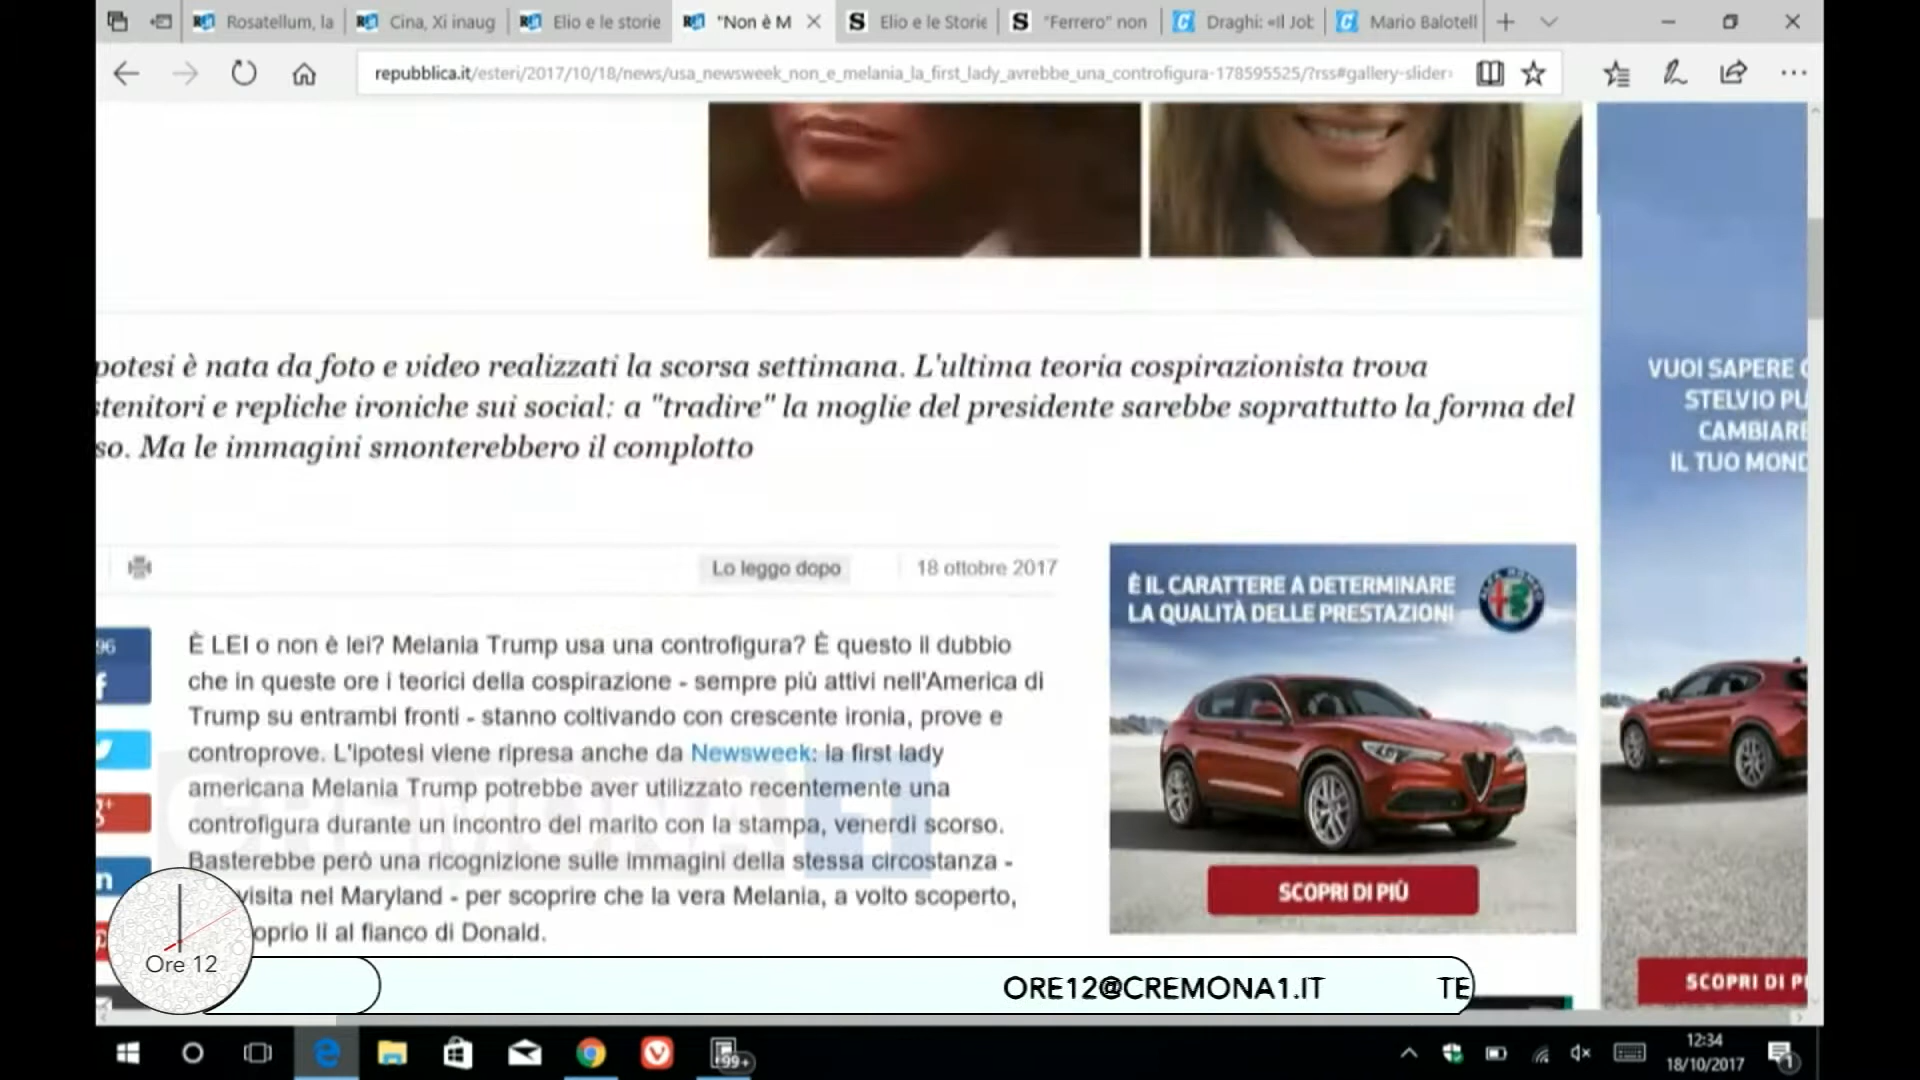 Rosatellum, la
Cina, Xi inaug
Elio e le storie
"Non è M
Elio e le Storie
"Ferrero" non
Draghi: «Il Job
Mario Balotell
repubblica.it/esteri/2017/10/18/news/usa_newsweek_non_e_melania_la_first_lady_avrebbe_una_controfigura-178595525/?rss#gallery-slider
potesi è nata da foto e video realizzati la scorsa settimana. L'ultima teoria cospirazionista trova
stenitori e repliche ironiche sui social: a "tradire" la moglie del presidente sarebbe soprattutto la forma del
so. Ma le immagini smonterebbero il complotto
Lo leggo dopo
18 ottobre 2017
96
È LEI o non è lei? Melania Trump usa una controfigura? È questo il dubbio
che in queste ore i teorici della cospirazione - sempre più attivi nell'America di
Trump su entrambi fronti - stanno coltivando con crescente ironia, prove e
controprove. L'ipotesi viene ripresa anche da Newsweek: la first lady
americana Melania Trump potrebbe aver utilizzato recentemente una
controfigura durante un incontro del marito con la stampa, venerdì scorso.
Basterebbe però una ricognizione sulle immagini della stessa circostanza -
visita nel Maryland - per scoprire che la vera Melania, a volto scoperto,
oprio lì al fianco di Donald.
CREMONA 1
È IL CARATTERE A DETERMINARE
LA QUALITÀ DELLE PRESTAZIONI
SCOPRI DI PIÙ
VUOI SAPERE
STELVIO PU
CAMBIARE
IL TUO MOND
SCOPRI DI P
Ore 12
ORE12@CREMONA1.IT
TE
99+
12:34
18/10/2017
1